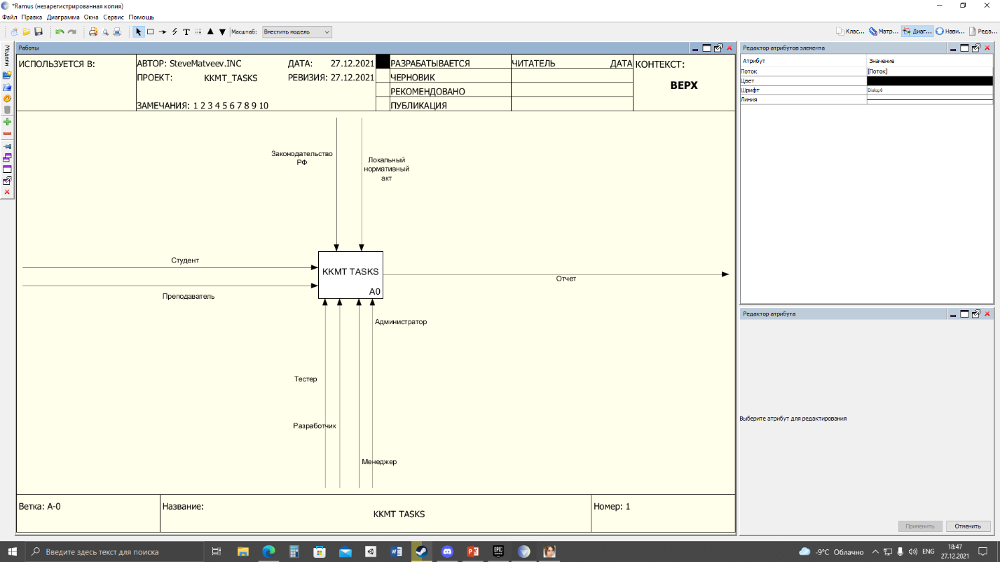 *Ramus (незарегистрированная копия)
Файл Правка Диаграмма Окна Сервис Помощь
Масштаб: Вместить модель Клас... Матр... Диаг... Нави... Реда...
Модели
Работы
ИСПОЛЬЗУЕТСЯ В:
АВТОР: SteveMatveev.INC ДАТА: 27.12.2021
ПРОЕКТ: KKMT_TASKS РЕВИЗИЯ: 27.12.2021
ЗАМЕЧАНИЯ: 1 2 3 4 5 6 7 8 9 10
РАЗРАБАТЫВАЕТСЯ ЧИТАТЕЛЬ ДАТА
ЧЕРНОВИК
РЕКОМЕНДОВАНО
ПУБЛИКАЦИЯ
КОНТЕКСТ:
ВЕРХ
Законодательство
РФ
Локальный
нормативный
акт
Студент
Преподаватель
KKMT TASKS
A0
Отчет
Администратор
Тестер
Разработчик
Менеджер
Ветка: A-0
Название:
KKMT TASKS
Номер: 1
Редактор атрибутов элемента
Атрибут Значение
Поток [Поток]
Цвет
Шрифт Dialog 8
Линия
Редактор атрибута
Выберите атрибут для редактирования
Применить Отменить
Введите здесь текст для поиска
-9°C Облачно ENG
18:47
27.12.2021